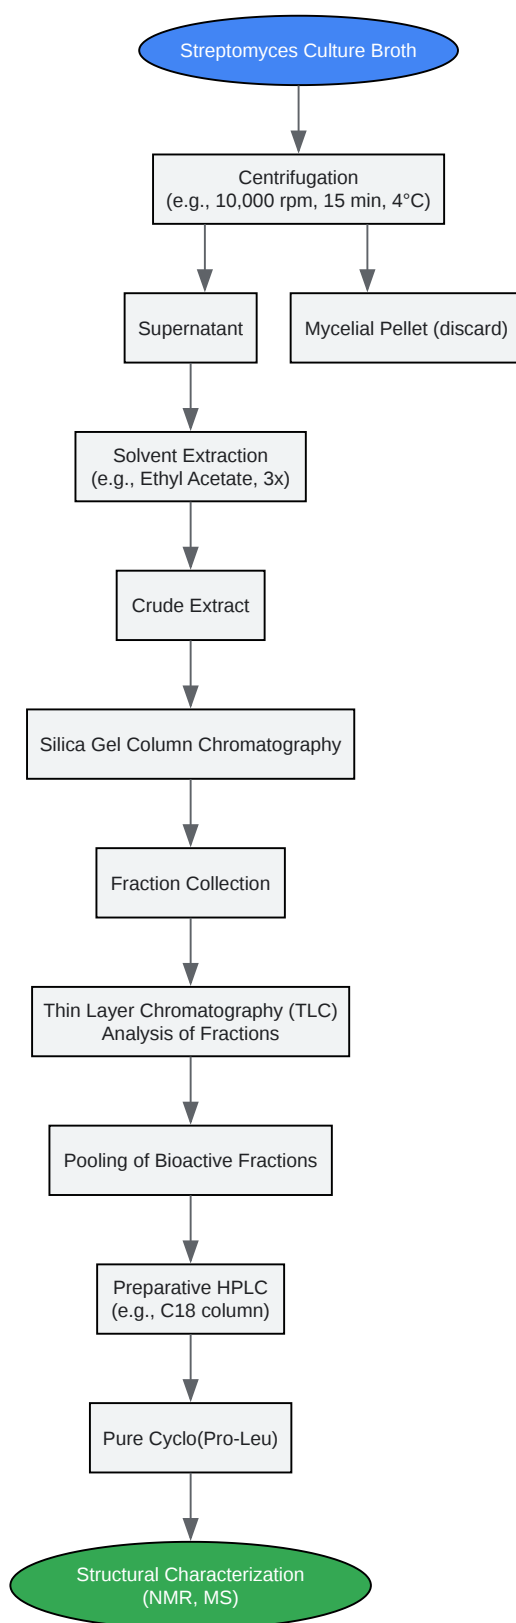 Streptomyces Culture Broth
Centrifugation
(e.g., 10,000 rpm, 15 min, 4°C)
Supernatant
Mycelial Pellet (discard)
Solvent Extraction
(e.g., Ethyl Acetate, 3x)
Crude Extract
Silica Gel Column Chromatography
Fraction Collection
Thin Layer Chromatography (TLC)
Analysis of Fractions
Pooling of Bioactive Fractions
Preparative HPLC
(e.g., C18 column)
Pure Cyclo(Pro-Leu)
Structural Characterization
(NMR, MS)